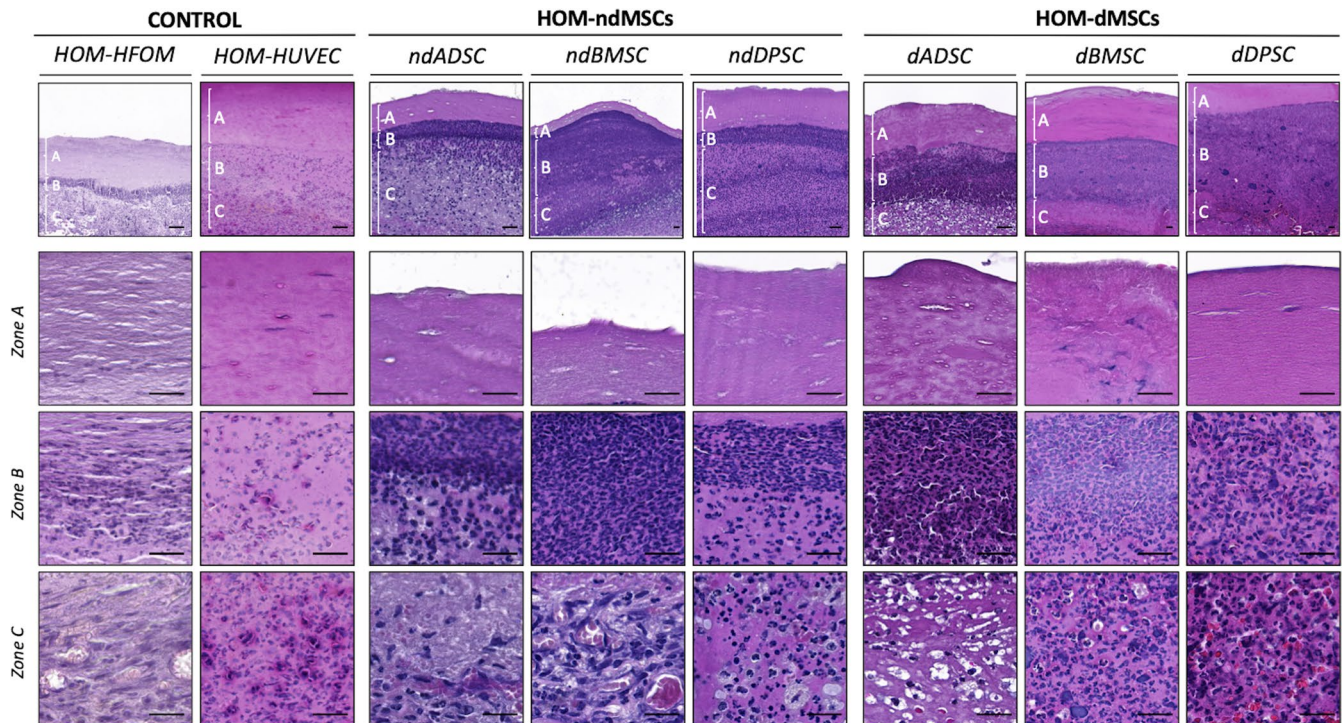 CONTROL HOM-ndMSCs HOM-dMSCs
HOM-HFOM HOM-HUVEC ndADSC ndBMSC ndDPSC dADSC dBMSC dDPSC
A A A A A A A A
B B B B B B B B
C C C C C C C C
Zone A
Zone B
Zone C